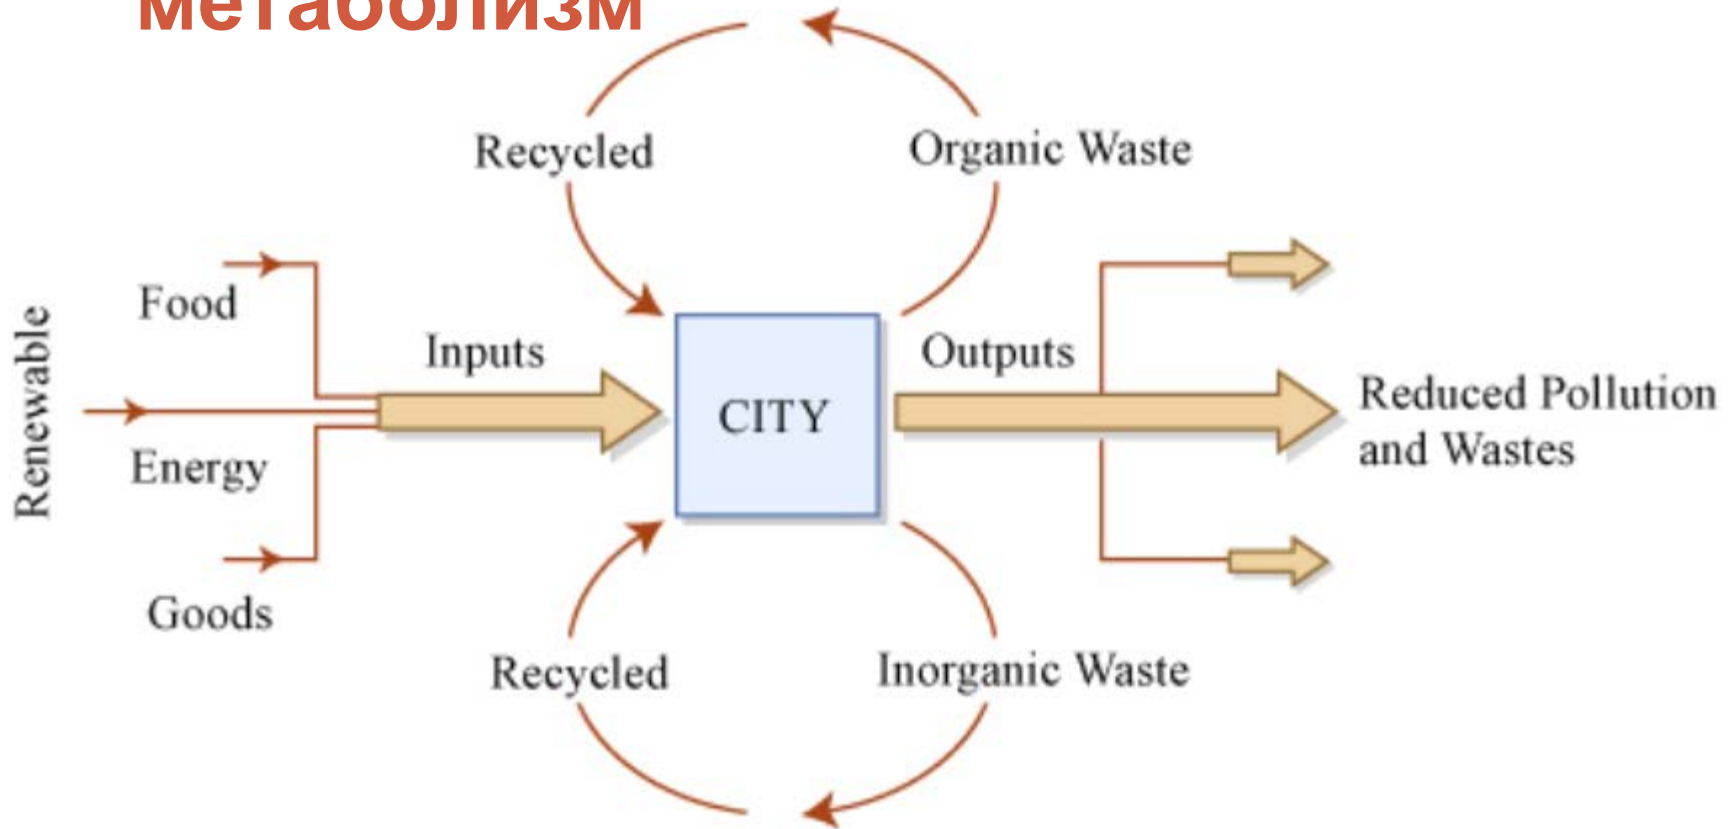 метаболизм
Recycled
Organic Waste
Food
Renewable
Inputs
Outputs
CITY
Reduced Pollution
and Wastes
Energy
Goods
Recycled
Inorganic Waste